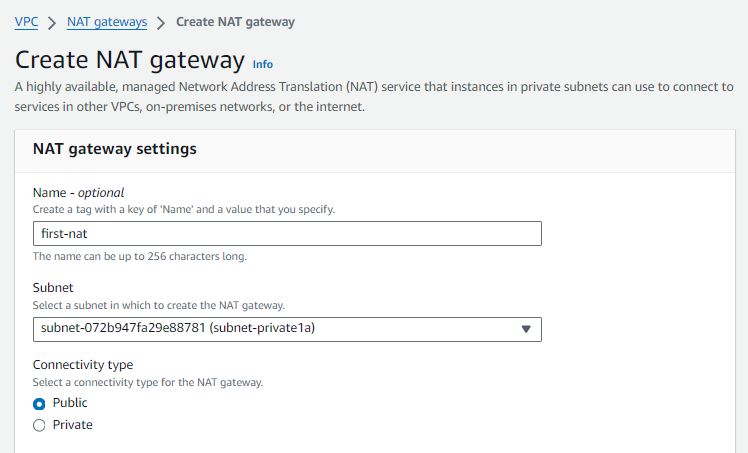 VPC > NAT gateways > Create NAT gateway
Create NAT gateway Info
A highly available, managed Network Address Translation (NAT) service that instances in private subnets can use to connect to
services in other VPCs, on-premises networks, or the internet.
NAT gateway settings
Name - optional
Create a tag with a key of 'Name' and a value that you specify.
first-nat
The name can be up to 256 characters long.
Subnet
Select a subnet in which to create the NAT gateway.
subnet-072b947fa29e88781 (subnet-private1a)
Connectivity type
Select a connectivity type for the NAT gateway.
Public
Private